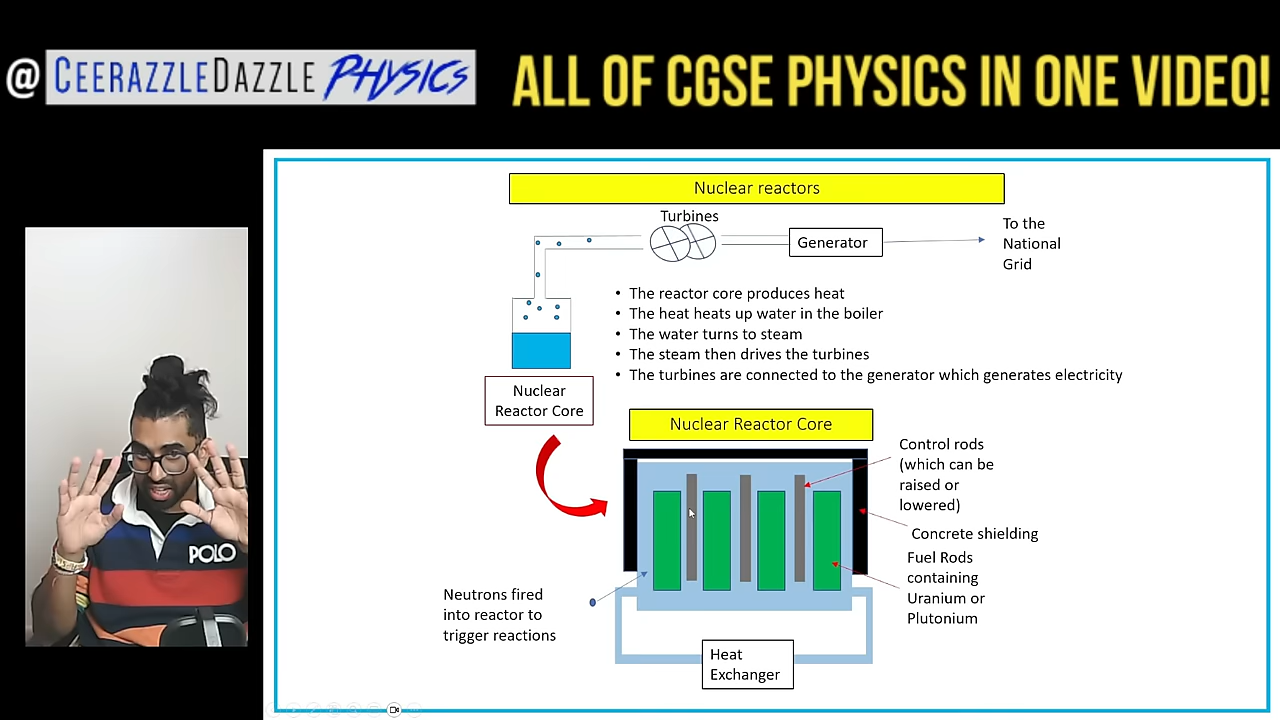 @ CEERAZZLEDAZZLE PHYSICS
ALL OF CGSE PHYSICS IN ONE VIDEO!
Nuclear reactors
Turbines
Generator
To the
National
Grid
• The reactor core produces heat
• The heat heats up water in the boiler
• The water turns to steam
• The steam then drives the turbines
• The turbines are connected to the generator which generates electricity
Nuclear
Reactor Core
Nuclear Reactor Core
Control rods
(which can be
raised or
lowered)
Concrete shielding
Fuel Rods
containing
Uranium or
Plutonium
Neutrons fired
into reactor to
trigger reactions
Heat
Exchanger
POLO